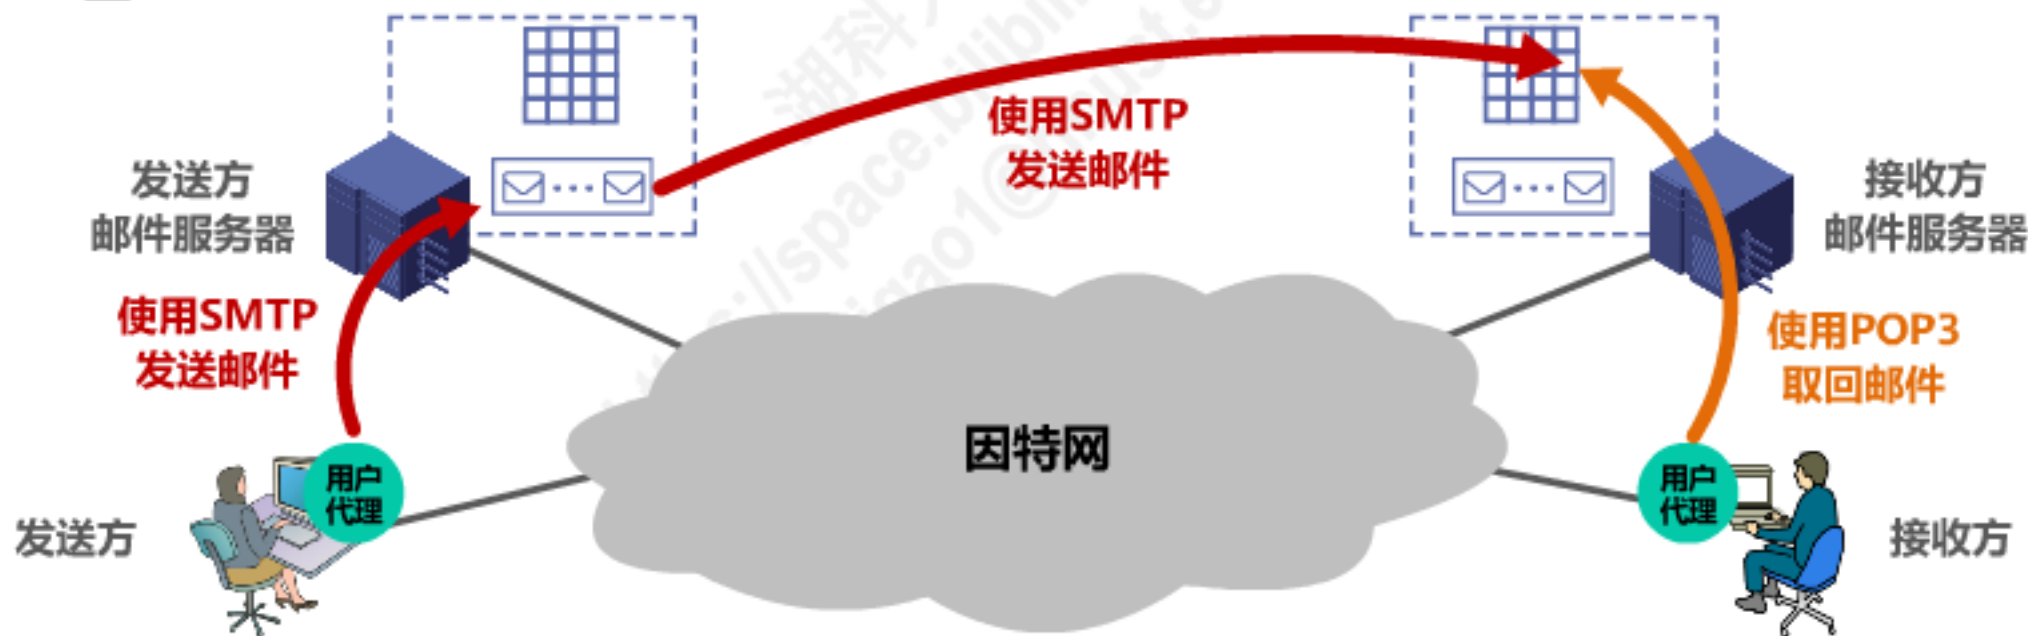 使用SMTP
发送邮件
发送方
邮件服务器
接收方
邮件服务器
使用SMTP
发送邮件
使用POP3
取回邮件
因特网
用户
代理
用户
代理
发送方
接收方